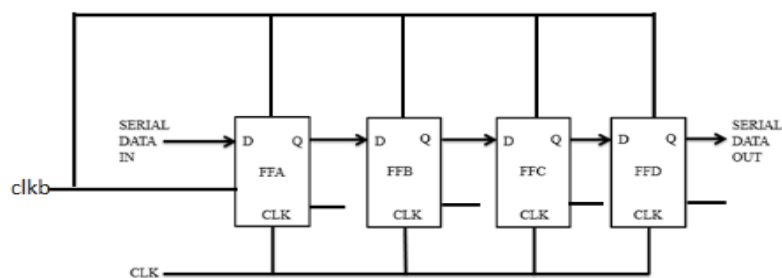 SERIAL
DATA
IN
D Q
FFA
CLK
D Q
FFB
CLK
D Q
FFC
CLK
D Q
FFD
CLK
SERIAL
DATA
OUT
clkb
CLK